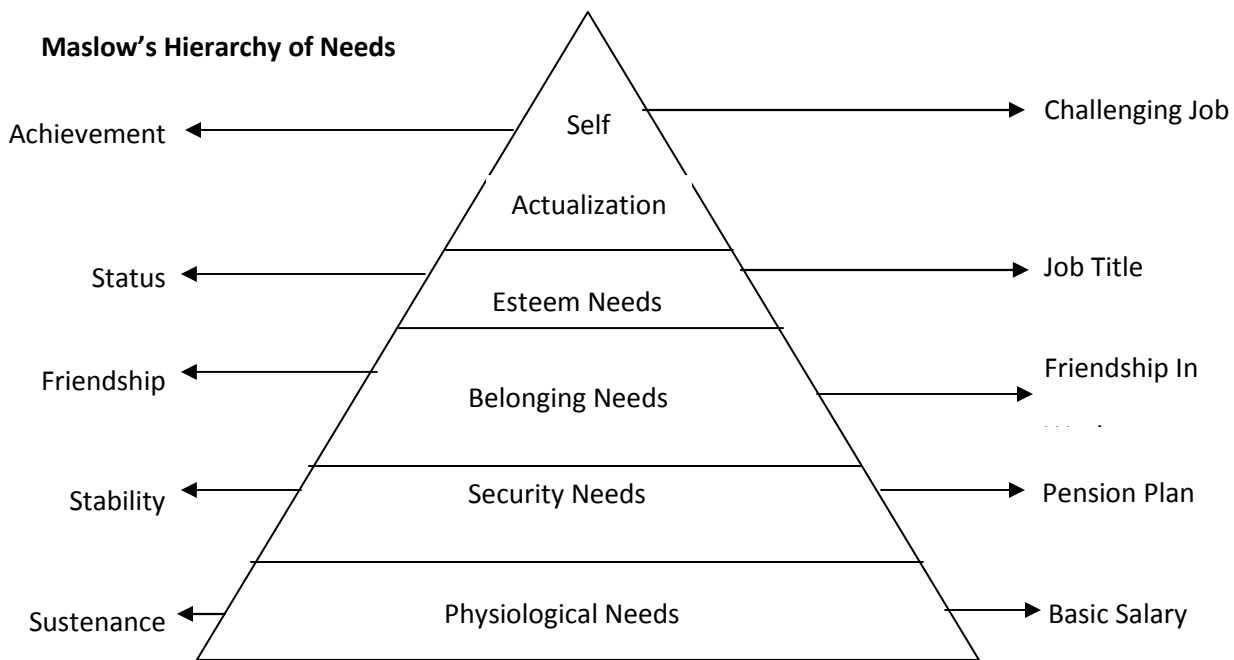 Maslow’s Hierarchy of Needs
Achievement
Self
Challenging Job
Actualization
Status
Job Title
Esteem Needs
Friendship
Friendship In
Belonging Needs
Stability
Security Needs
Pension Plan
Sustenance
Physiological Needs
Basic Salary